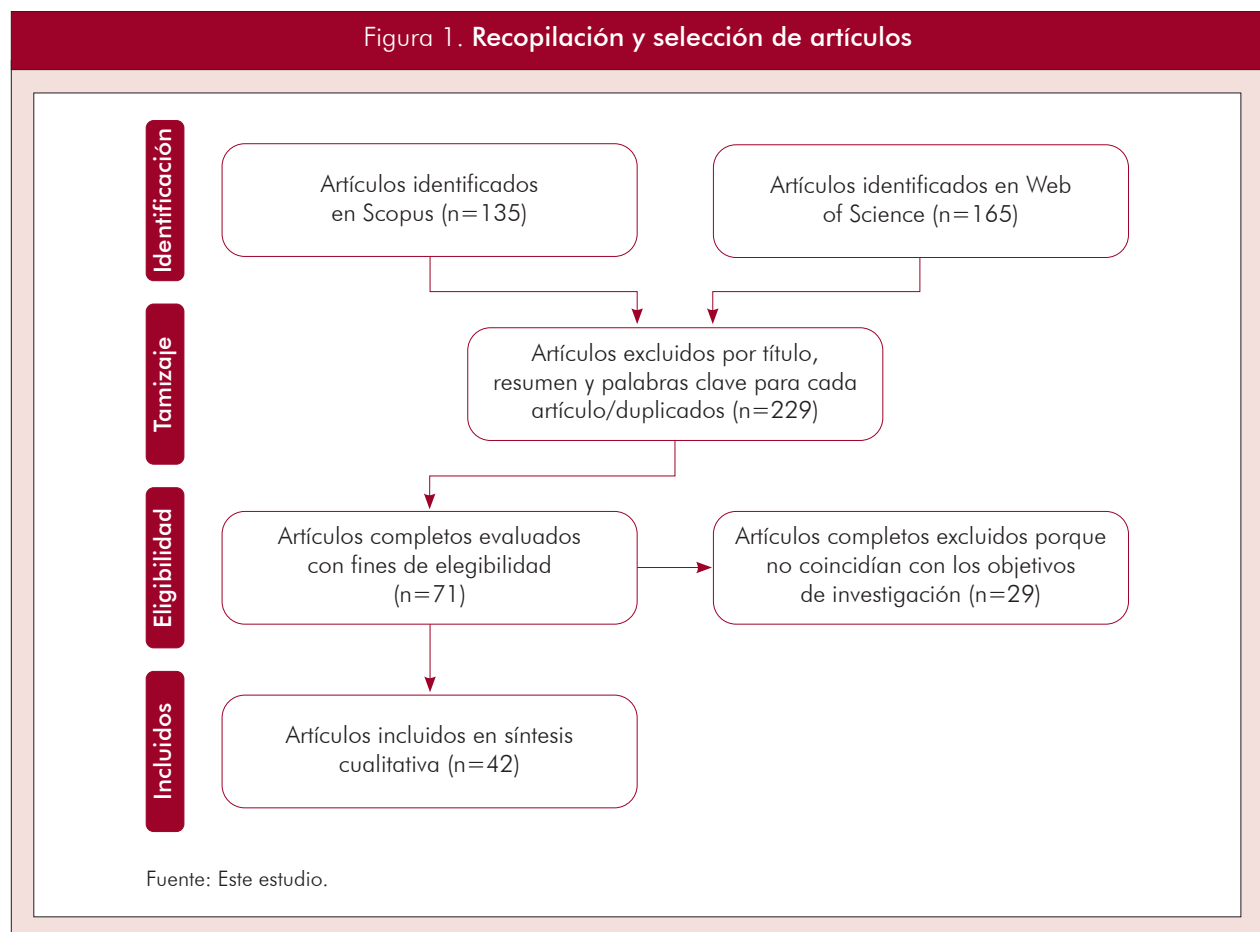 Figura 1. Recopilación y selección de artículos
Identificación
Artículos identificados
en Scopus (n=135)
Artículos identificados en Web
of Science (n=165)
Tamizaje
Artículos excluidos por título,
resumen y palabras clave para cada
artículo/duplicados (n=229)
Eligibilidad
Artículos completos evaluados
con fines de elegibilidad
(n=71)
Artículos completos excluidos porque
no coincidían con los objetivos
de investigación (n=29)
Incluidos
Artículos incluidos en síntesis
cualitativa (n=42)
Fuente: Este estudio.